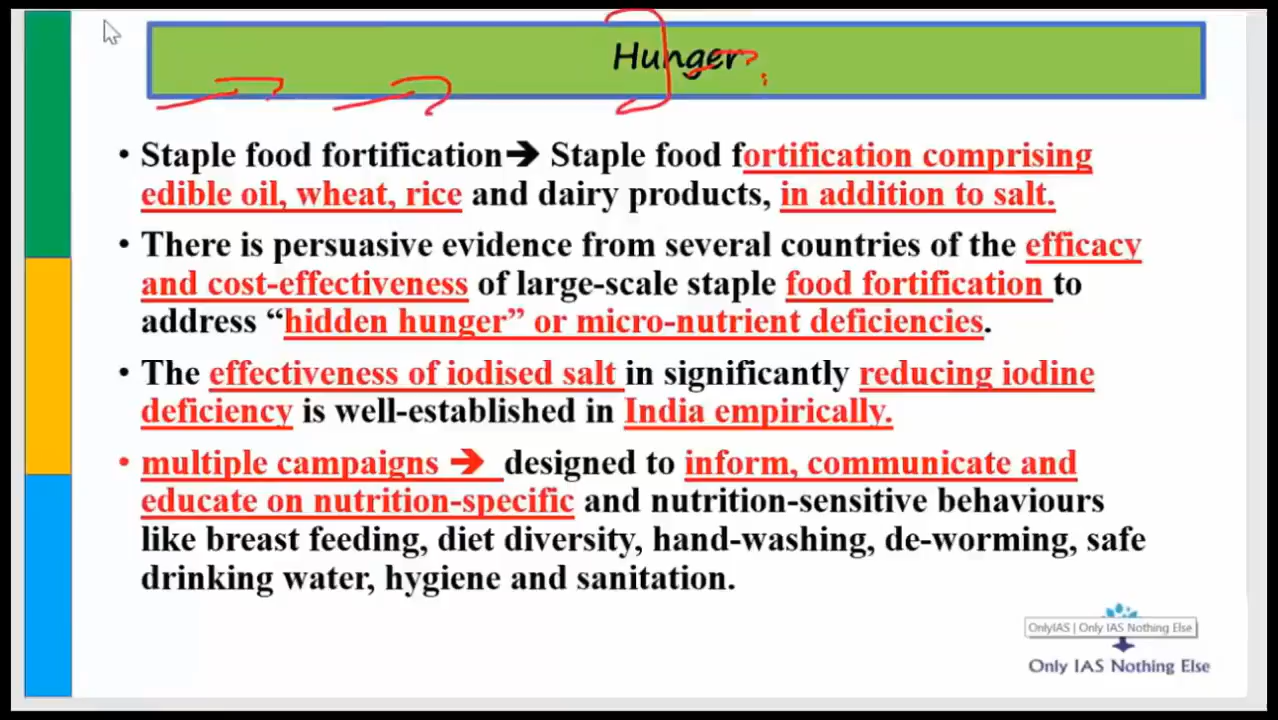 Hunger
• Staple food fortification➔ Staple food fortification comprising
edible oil, wheat, rice and dairy products, in addition to salt.
• There is persuasive evidence from several countries of the efficacy
and cost-effectiveness of large-scale staple food fortification to
address “hidden hunger” or micro-nutrient deficiencies.
• The effectiveness of iodised salt in significantly reducing iodine
deficiency is well-established in India empirically.
• multiple campaigns ➔ designed to inform, communicate and
educate on nutrition-specific and nutrition-sensitive behaviours
like breast feeding, diet diversity, hand-washing, de-worming, safe
drinking water, hygiene and sanitation.
OnlyIAS | Only IAS Nothing Else
Only IAS Nothing Else